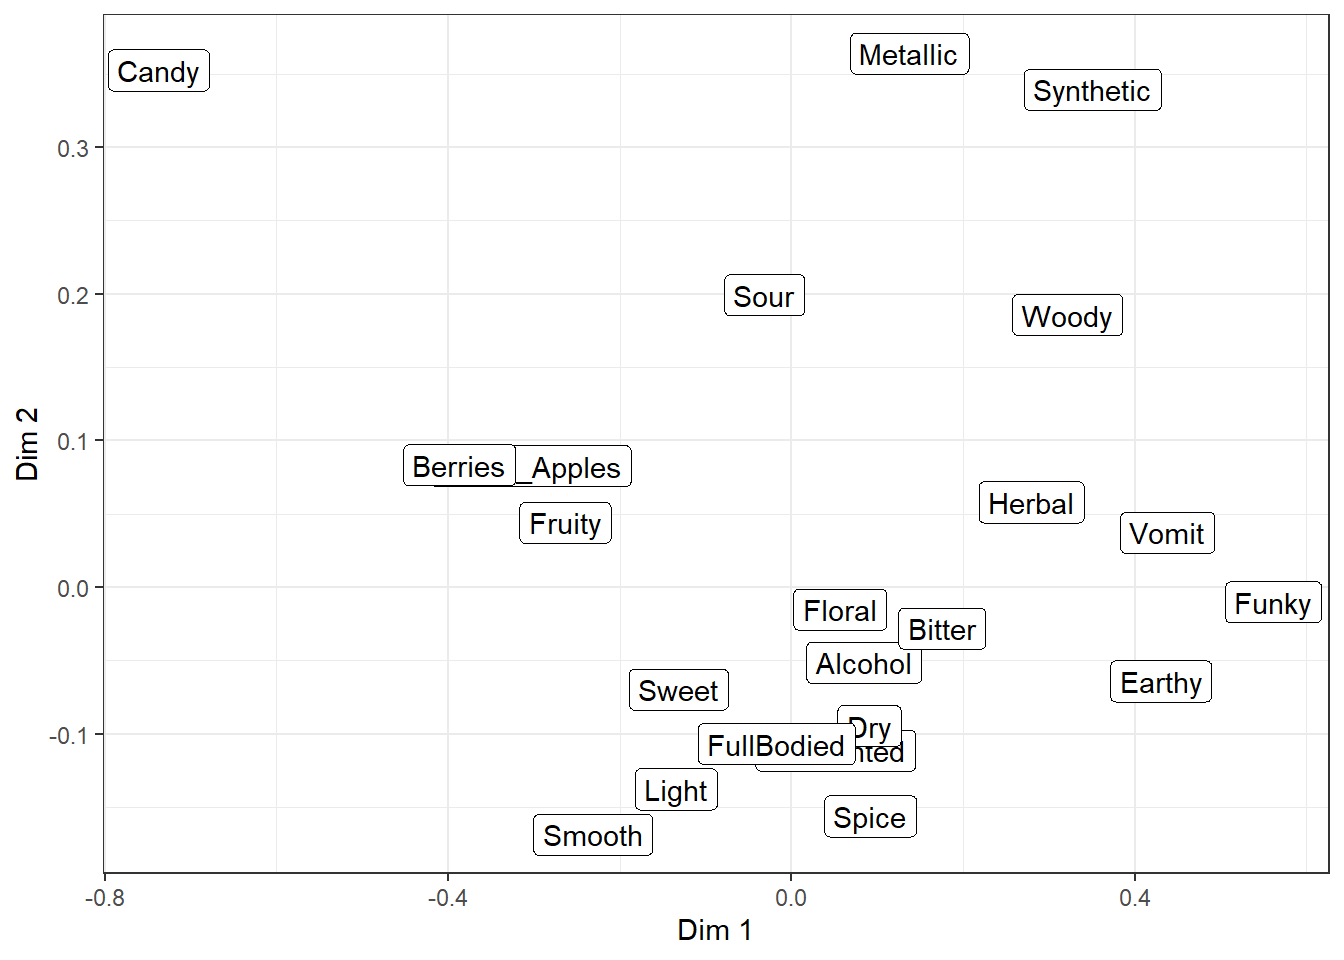 Candy
Metallic
Synthetic
0.3
Sour
Woody
0.2
Berries
_Apples
0.1
Fruity
Herbal
Vomit
0.0
Floral
Bitter
Funky
Alcohol
Earthy
Sweet
Dry
-0.1
FullBodied
Light
Spice
Smooth
-0.8
-0.4
0.0
0.4
Dim 1
Dim 2